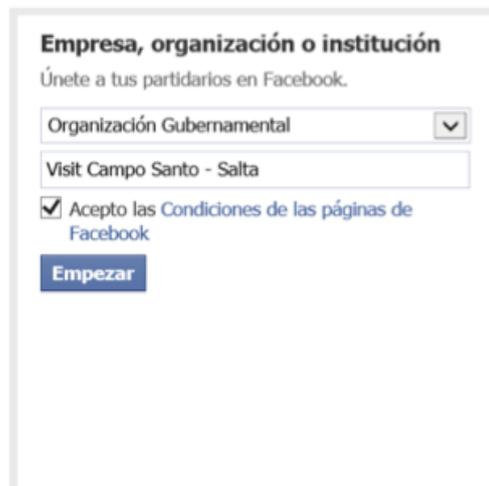 Empresa, organización o institución
Únete a tus partidarios en Facebook.
Organización Gubernamental
Visit Campo Santo - Salta
Acepto las Condiciones de las páginas de
Facebook
Empezar